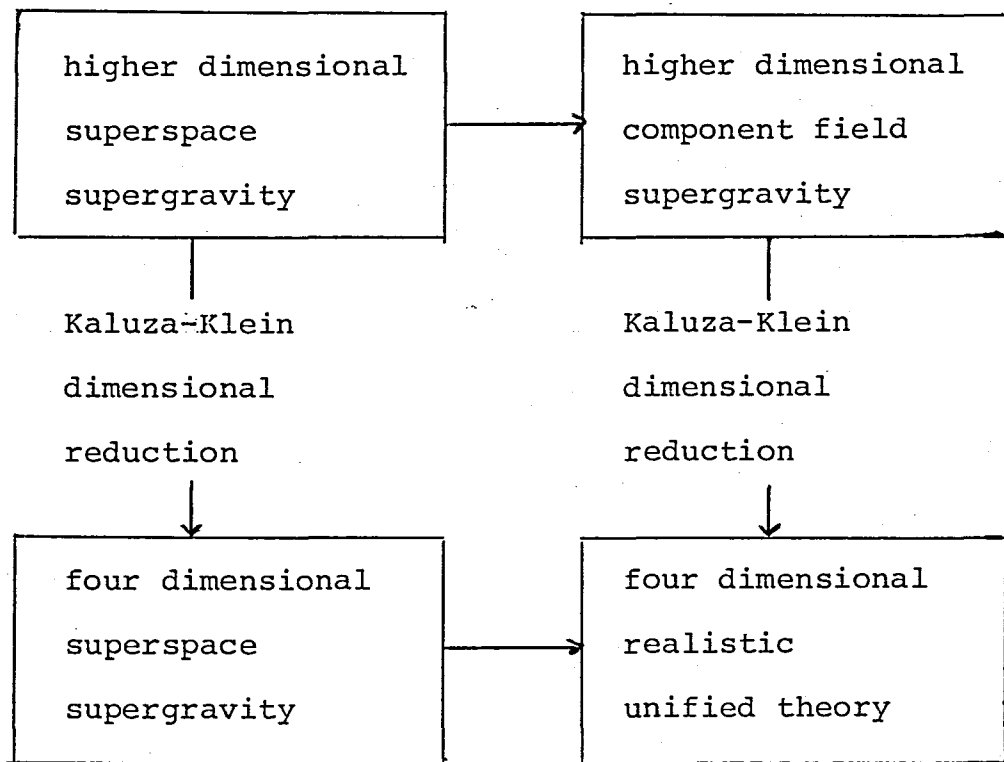 higher dimensional
superspace
supergravity
higher dimensional
component field
supergravity
Kaluza-Klein
dimensional
reduction
Kaluza-Klein
dimensional
reduction
four dimensional
superspace
supergravity
four dimensional
realistic
unified theory